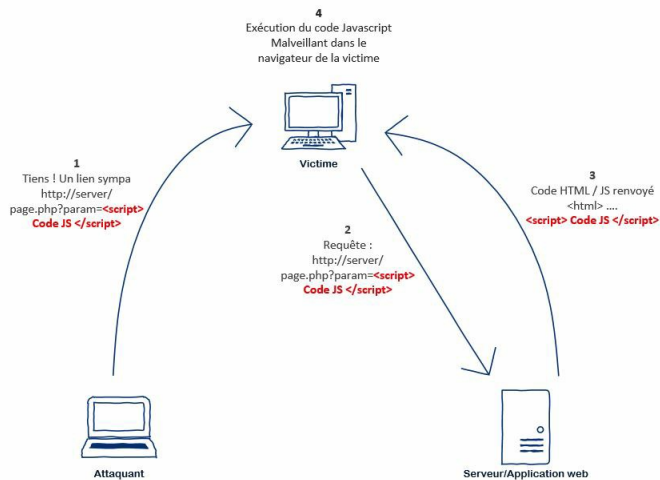 4
Exécution du code Javascript
Malveillant dans le
navigateur de la victime
Victime
1
Tiens ! Un lien sympa
http://server/
page.php?param=<script>
Code JS </script>
2
Requête :
http://server/
page.php?param=<script>
Code JS </script>
3
Code HTML / JS renvoyé
<html> ....
<script> Code JS </script>
Attaquant
Serveur/Application web